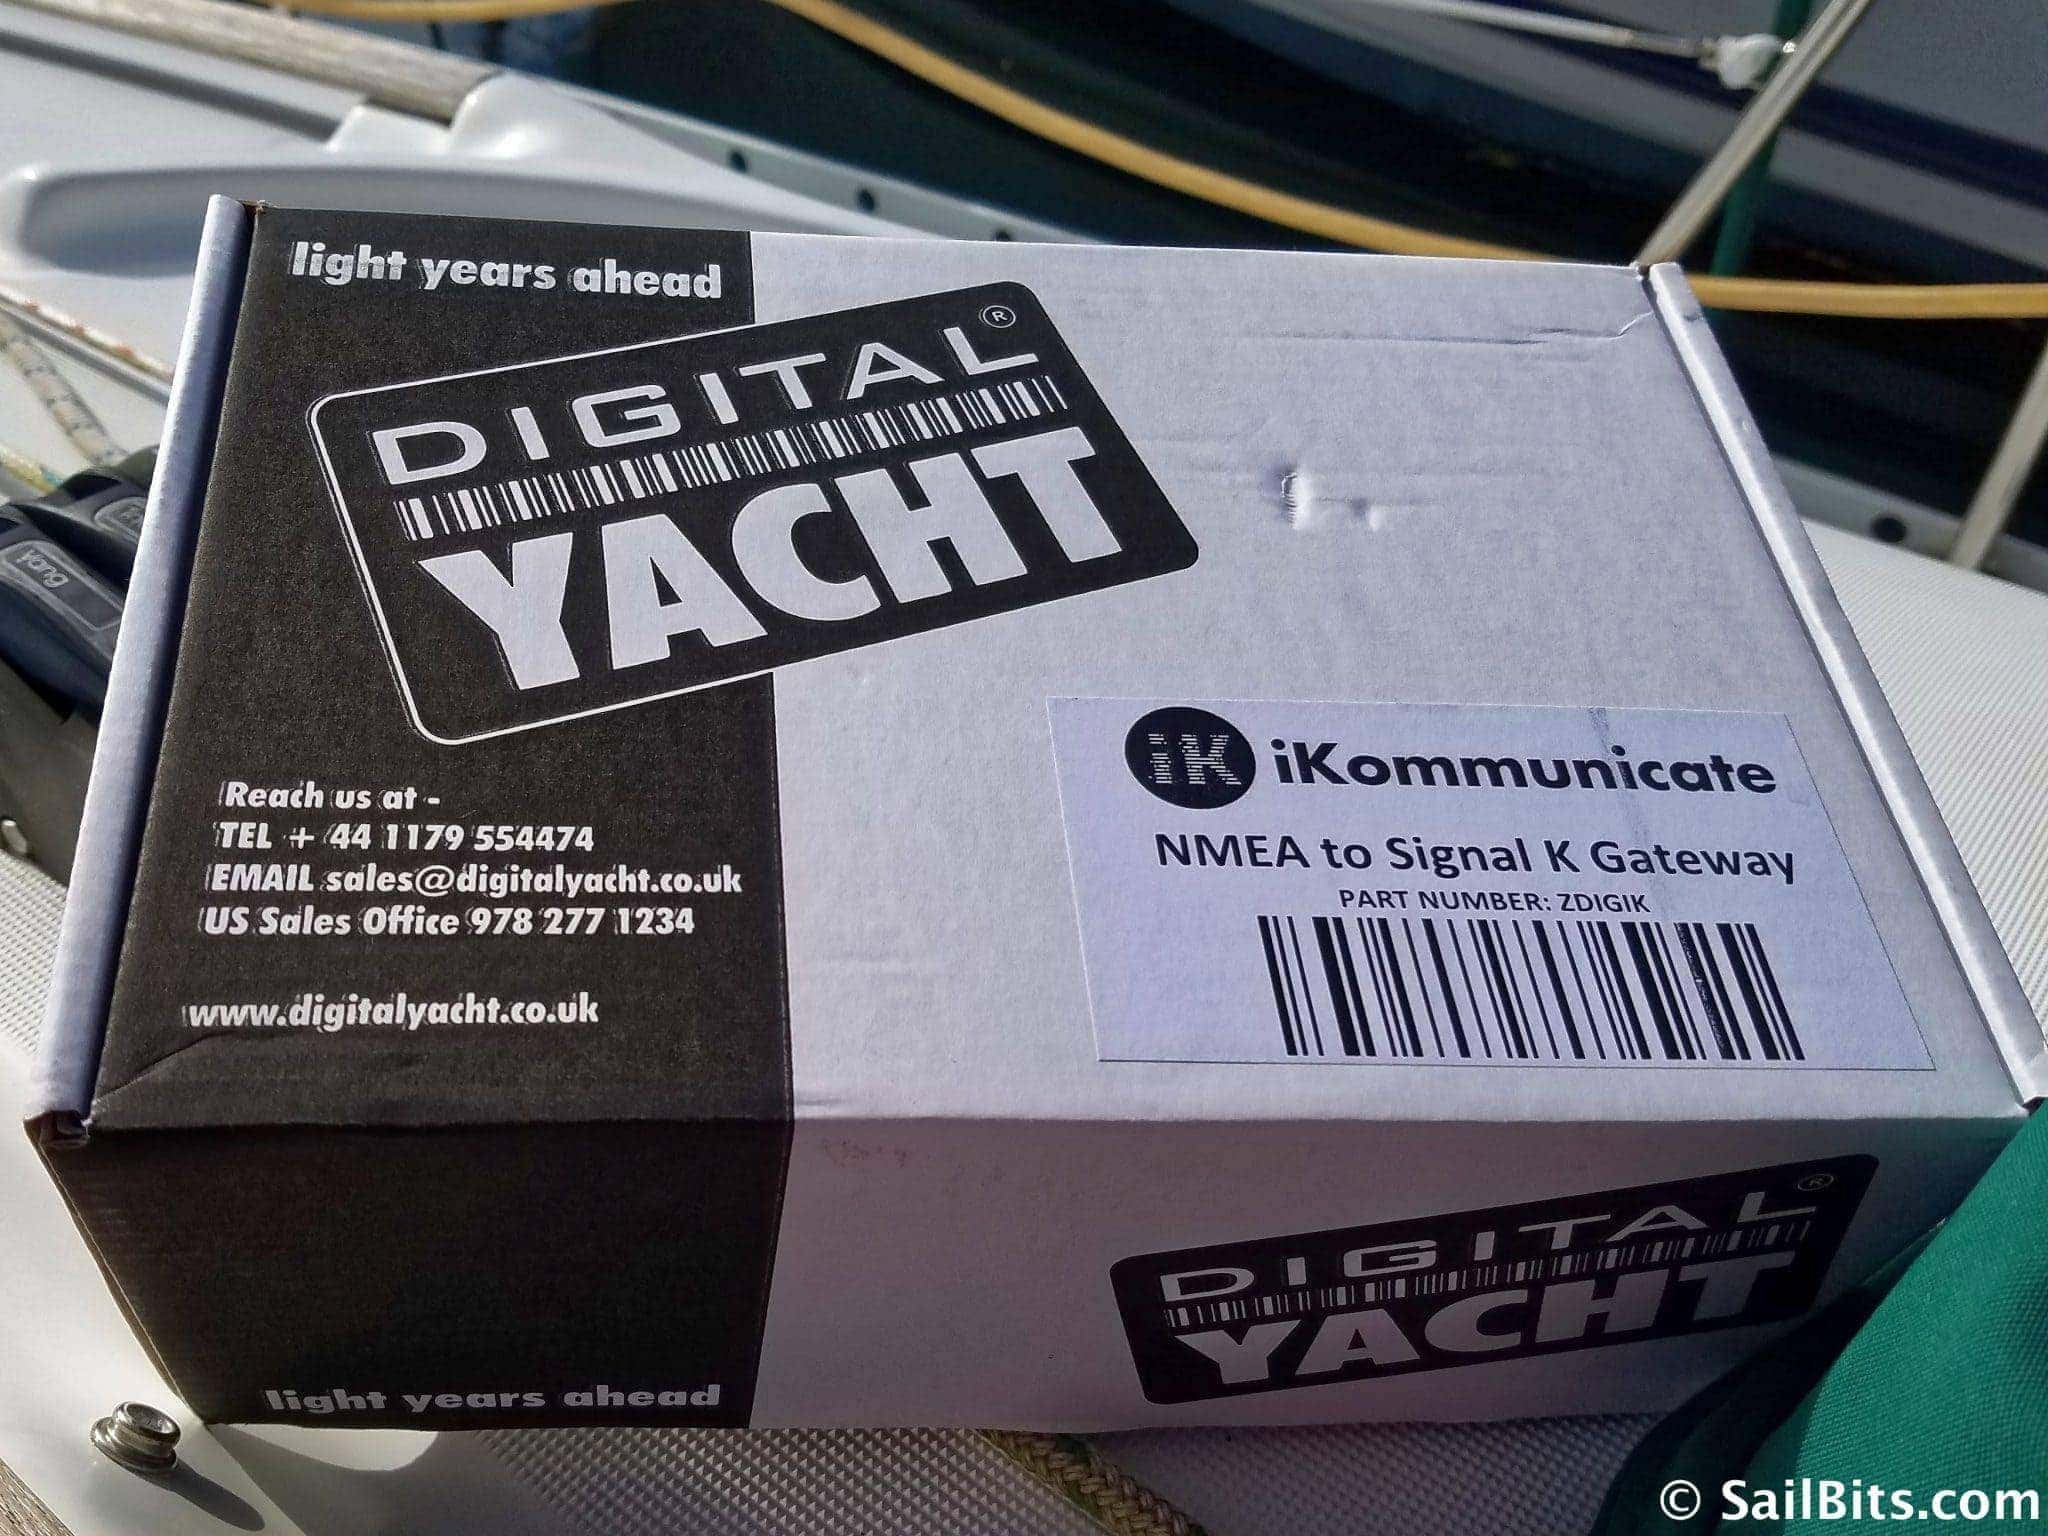 light years ahead
DIGITAL ®
YACHT
Reach us at -
TEL + 44 1179 554474
EMAIL sales@digitalyacht.co.uk
US Sales Office 978 277 1234
www.digitalyacht.co.uk
iK iKommunicate
NMEA to Signal K Gateway
PART NUMBER: ZDIGIK
vang
light years ahead
DIGITAL ®
YACHT
© SailBits.com